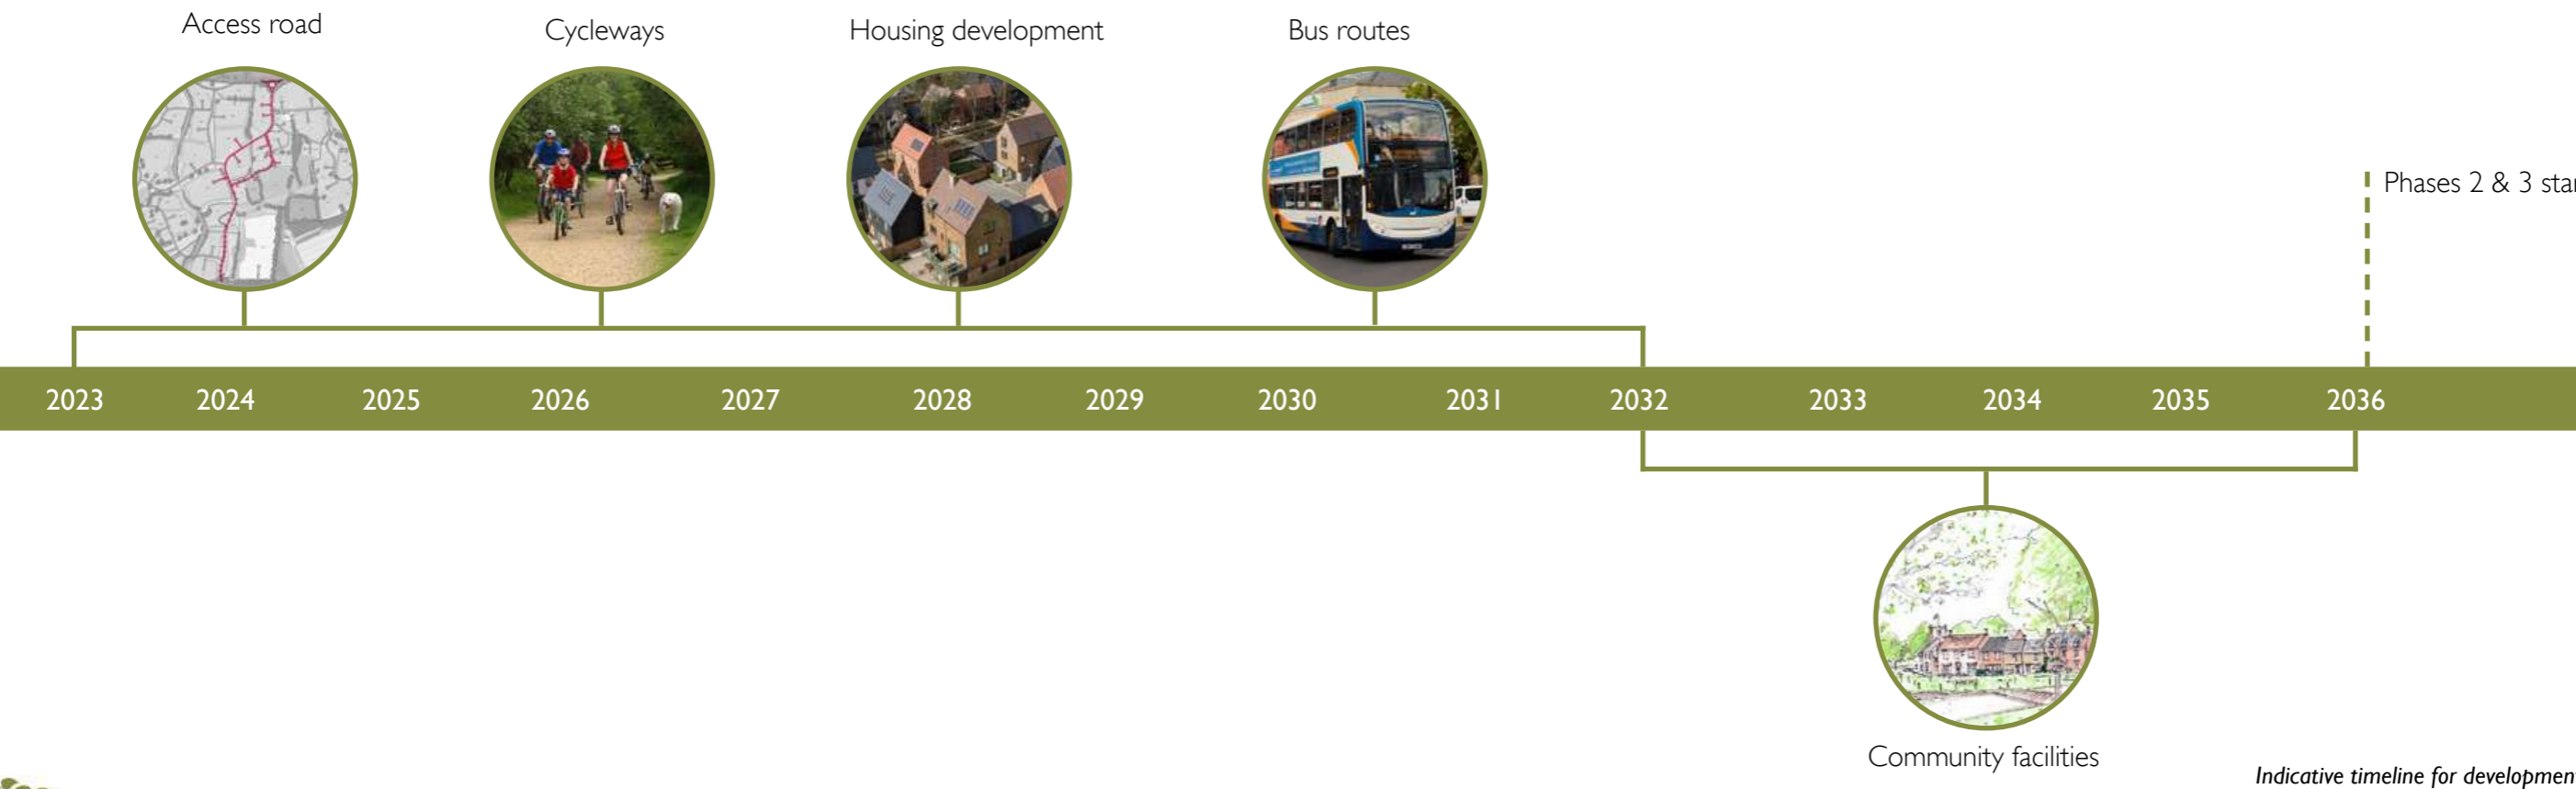 Access road
Cycleways
Housing development
Bus routes
Phases 2 & 3
2023 2024 2025 2026 2027 2028 2029 2030 2031 2032 2033 2034 2035 2036
Community facilities
Indicative timeline for development